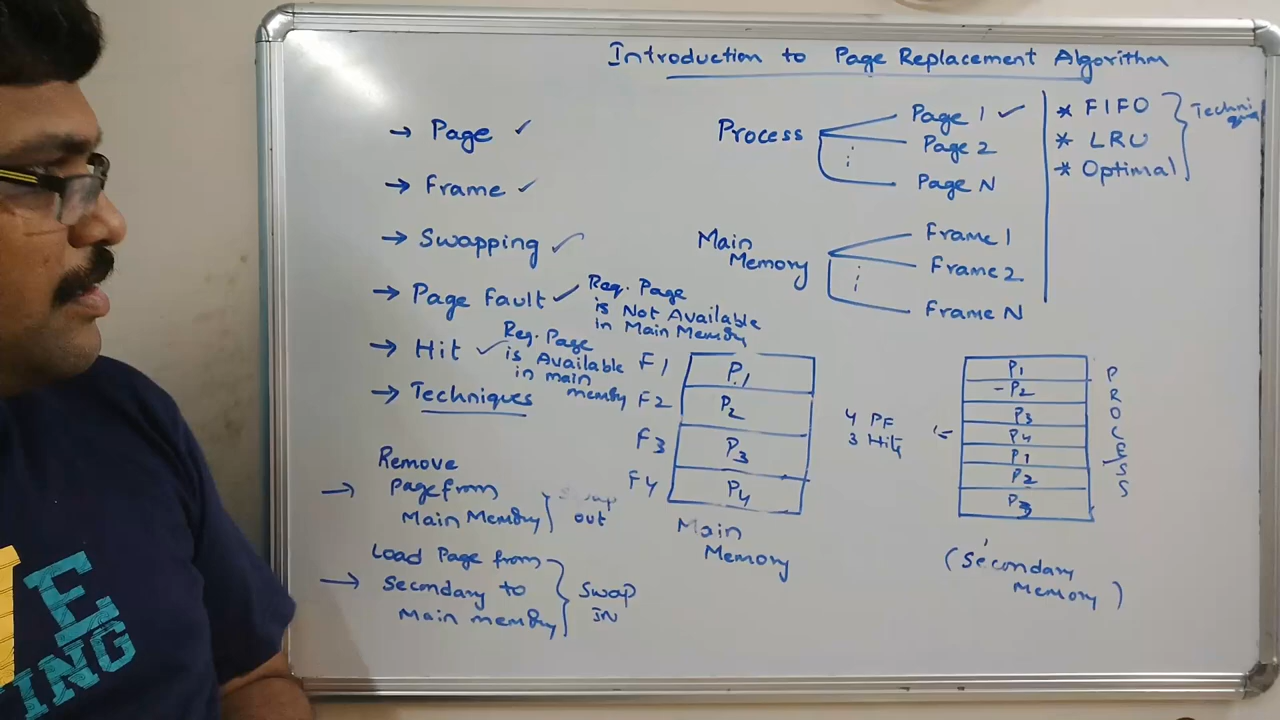 Introduction to Page Replacement Algorithm
→ Page ✓
→ Frame ✓
→ Swapping ✓
→ Page fault ✓
Req. Page
is Not Available
in Main Memory
→ Hit ✓
Req. Page
is Available
in main
memory
→ Techniques
→ Remove
Page from
Main Memory
out
→ Load Page from
Secondary to
Main memory
Swap
IN
Process
Page 1 ✓
Page 2
Page N
Main
Memory
Frame 1
Frame 2
Frame N
* FIFO
* LRU
* Optimal
F1 P1
F2 P2
F3 P3
F4 P4
Main
Memory
4 PF
3 Hits
P1
- P2
P3
P4
P1
P2
P3
PROCESS
(Secondary
Memory)
E
TING